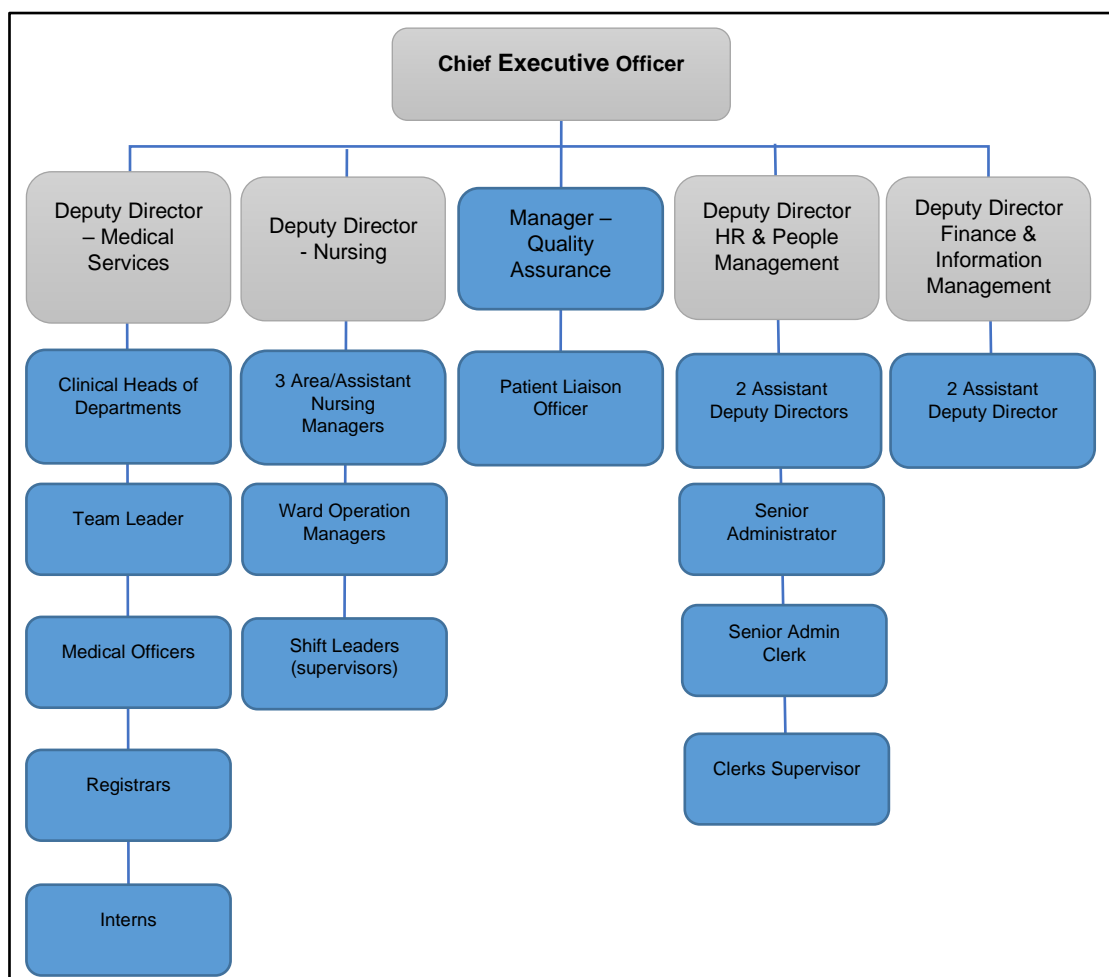 Chief Executive Officer
Deputy Director
– Medical
Services
Deputy Director
- Nursing
Manager –
Quality
Assurance
Deputy Director
HR & People
Management
Deputy Director
Finance &
Information
Management
Clinical Heads of
Departments
3 Area/Assistant
Nursing
Managers
Patient Liaison
Officer
2 Assistant
Deputy Directors
2 Assistant
Deputy Director
Team Leader
Ward Operation
Managers
Senior
Administrator
Medical Officers
Shift Leaders
(supervisors)
Senior Admin
Clerk
Registrars
Clerks Supervisor
Interns